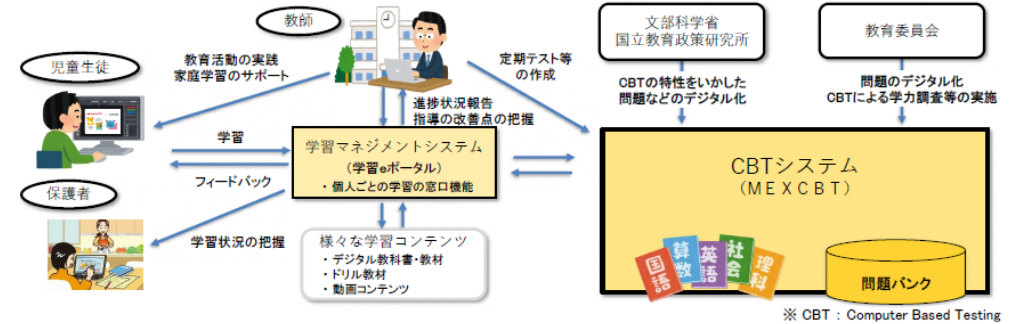 教師
児童生徒
教育活動の実践
家庭学習のサポート
定期テスト等
の作成
文部科学省
国立教育政策研究所
教育委員会
CBTの特性をいかした
問題などのデジタル化
問題のデジタル化
CBTによる学力調査等の実施
進捗状況報告
指導の改善点の把握
学習
フィードバック
学習マネジメントシステム
(学習eポータル)
・個人ごとの学習の窓口機能
保護者
学習状況の把握
様々な学習コンテンツ
・デジタル教科書・教材
・ドリル教材
・動画コンテンツ
CBTシステム
(MEXCBT)
国語
算数
英語
社会
理科
問題バンク
※ CBT : Computer Based Testing